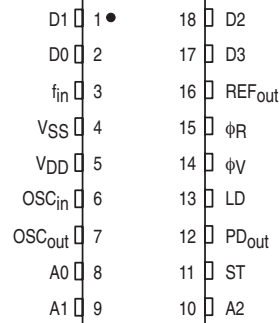 D1 1 18 D2
D0 2 17 D3
fin 3 16 REFout
VSS 4 15 ϕR
VDD 5 14 ϕV
OSCin 6 13 LD
OSCout 7 12 PDout
A0 8 11 ST
A1 9 10 A2